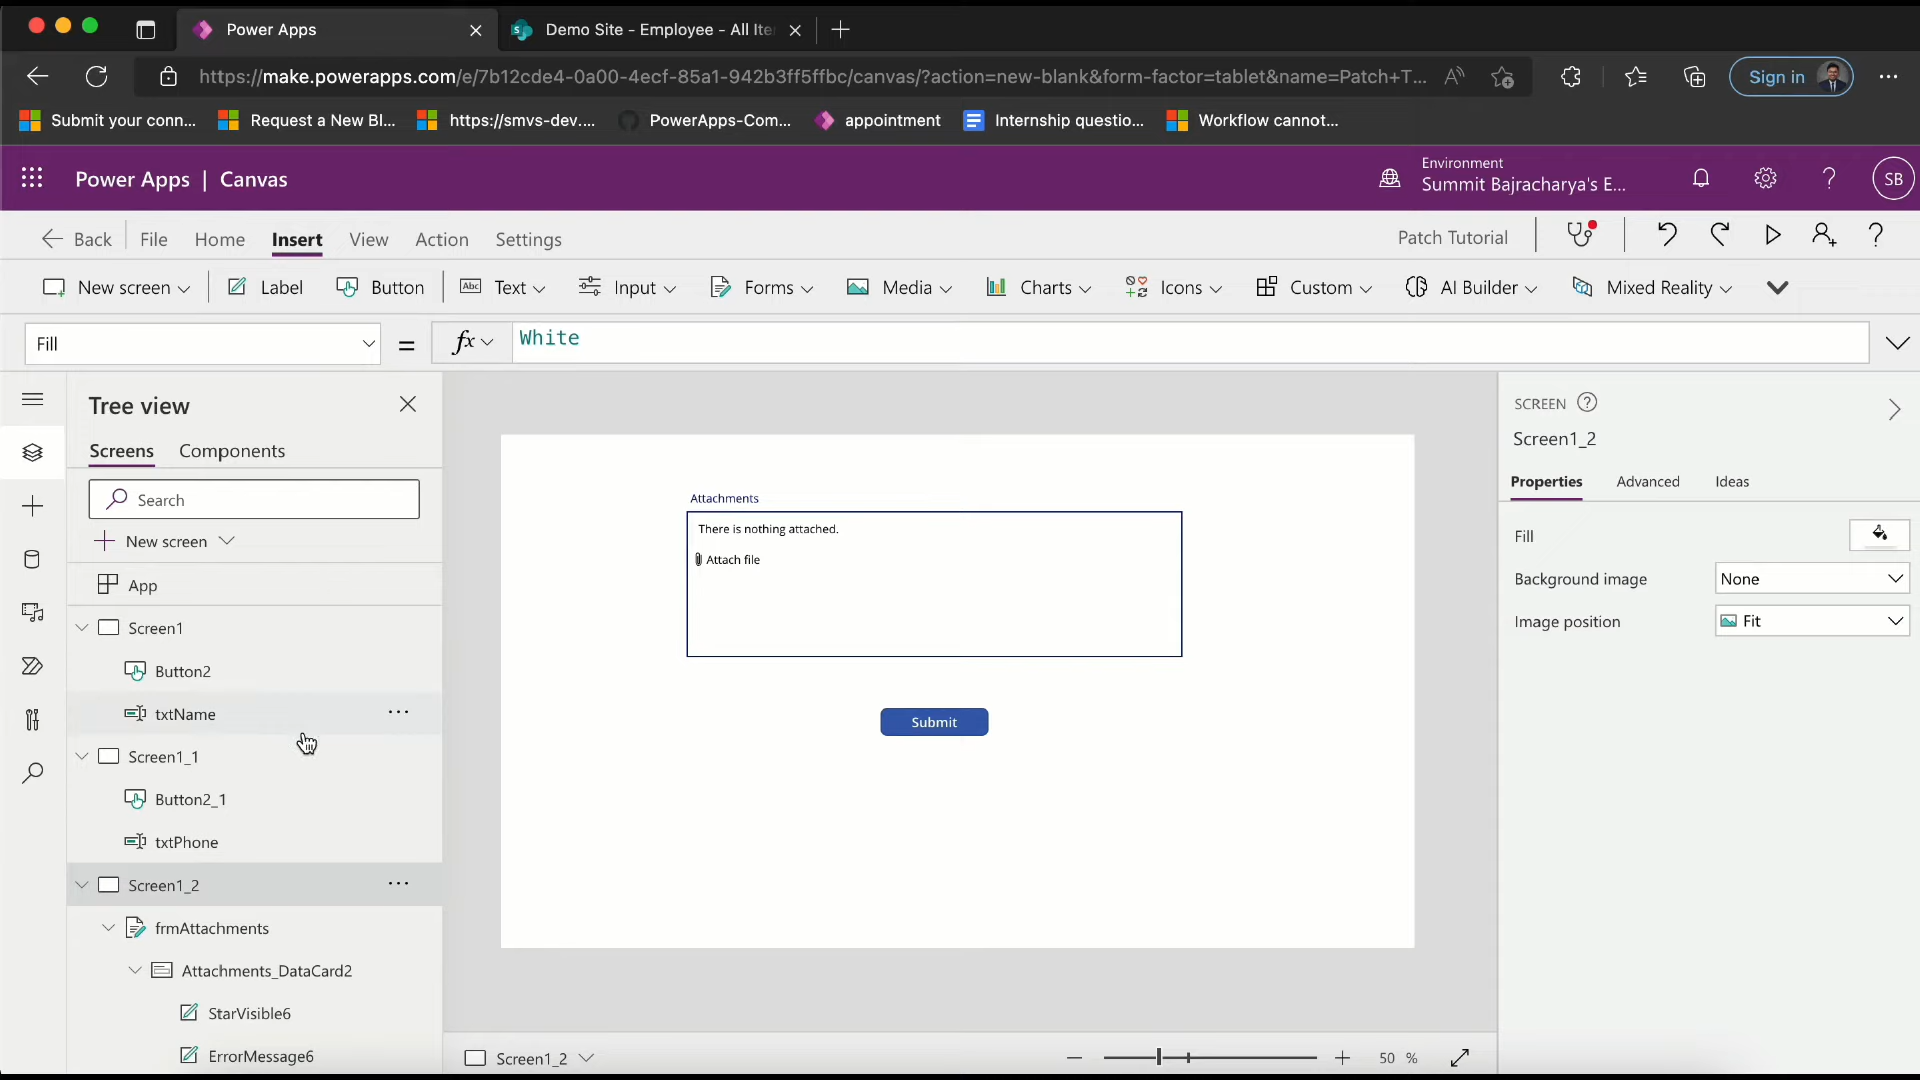 Power Apps
Demo Site - Employee - All Ite
https://make.powerapps.com/e/7b12cde4-0a00-4ecf-85a1-942b3ff5ffbc/canvas/?action=new-blank&form-factor=tablet&name=Patch+T...
Sign in
Submit your conn...
Request a New BI...
https://smvs-dev....
PowerApps-Com...
appointment
Internship questio...
Workflow cannot...
Power Apps | Canvas
Environment
Summit Bajracharya's E...
SB
Back
File
Home
Insert
View
Action
Settings
Patch Tutorial
New screen
Label
Button
Abc
Text
Input
Forms
Media
Charts
Icons
Custom
AI Builder
Mixed Reality
Fill
=
fx
White
Tree view
Screens
Components
Search
New screen
App
Screen1
Button2
txtName
Screen1_1
Button2_1
txtPhone
Screen1_2
frmAttachments
Attachments_DataCard2
StarVisible6
ErrorMessage6
Attachments
There is nothing attached.
Attach file
Submit
Screen1_2
50 %
SCREEN
Screen1_2
Properties
Advanced
Ideas
Fill
Background image
None
Image position
Fit